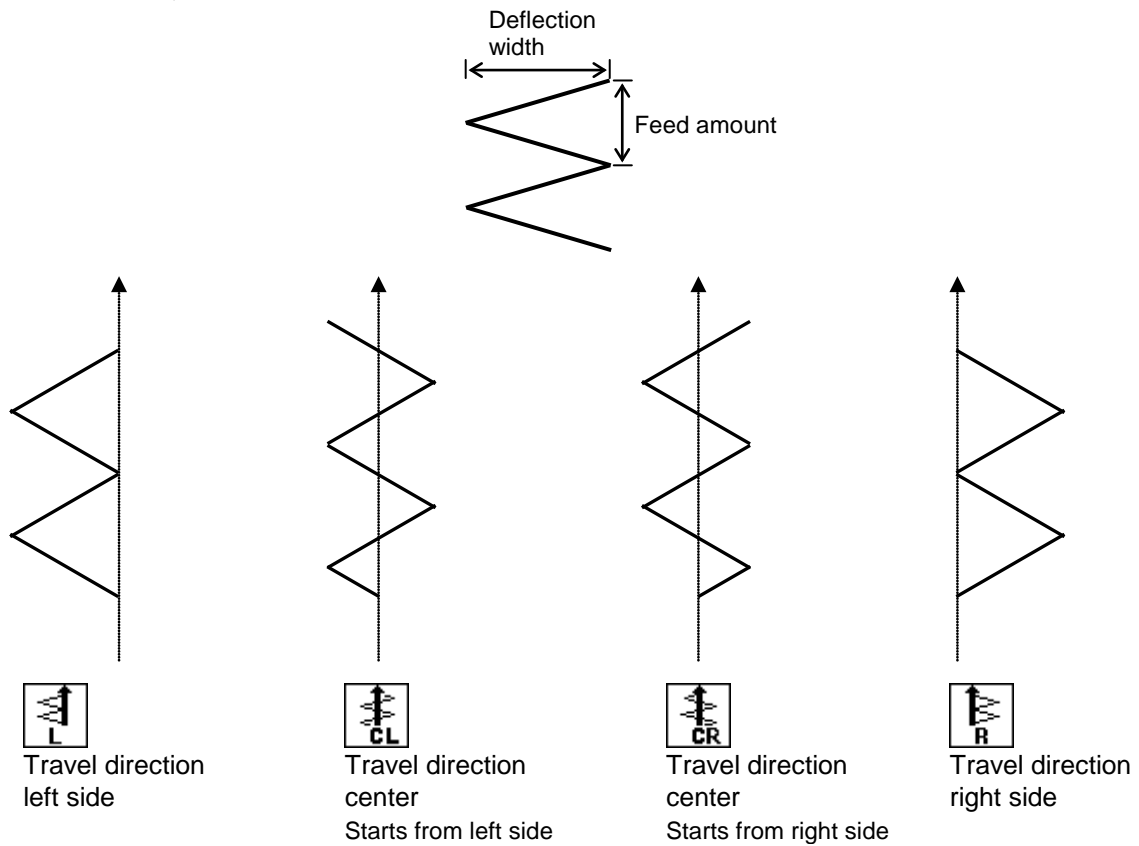 Deflection
width
Feed amount
L
CL
CR
R
Travel direction
left side
Travel direction
center
Starts from left side
Travel direction
center
Starts from right side
Travel direction
right side